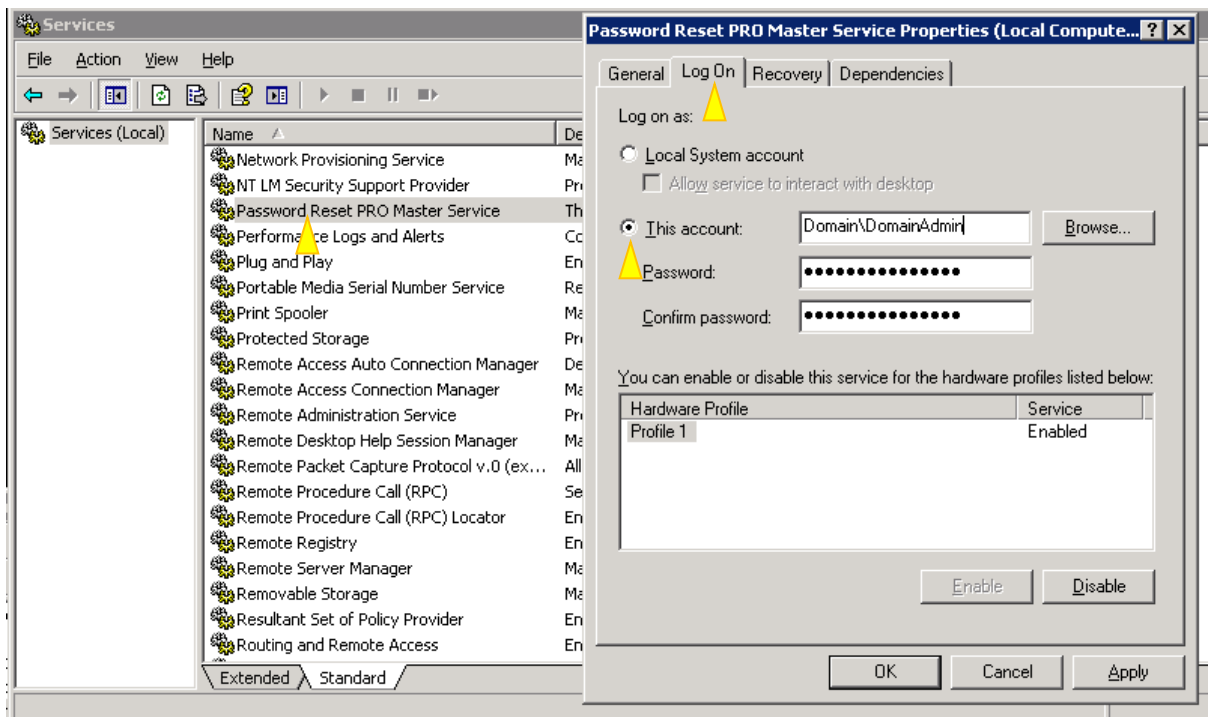 Services
File Action View Help
Services (Local)
Name De
Network Provisioning Service Ma
NT LM Security Support Provider Pr
Password Reset PRO Master Service Th
Performance Logs and Alerts Co
Plug and Play En
Portable Media Serial Number Service Re
Print Spooler Ma
Protected Storage Pr
Remote Access Auto Connection Manager De
Remote Access Connection Manager Ma
Remote Administration Service Pr
Remote Desktop Help Session Manager Ma
Remote Packet Capture Protocol v.0 (ex... All
Remote Procedure Call (RPC) Se
Remote Procedure Call (RPC) Locator En
Remote Registry En
Remote Server Manager Ma
Removable Storage Ma
Resultant Set of Policy Provider En
Routing and Remote Access En
Extended Standard
Password Reset PRO Master Service Properties (Local Compute...
General Log On Recovery Dependencies
Log on as:
Local System account
Allow service to interact with desktop
This account: Domain\DomainAdmin Browse...
Password: ●●●●●●●●●●●●●●●
Confirm password: ●●●●●●●●●●●●●●●
You can enable or disable this service for the hardware profiles listed below:
Hardware Profile Service
Profile 1 Enabled
Enable Disable
OK Cancel Apply